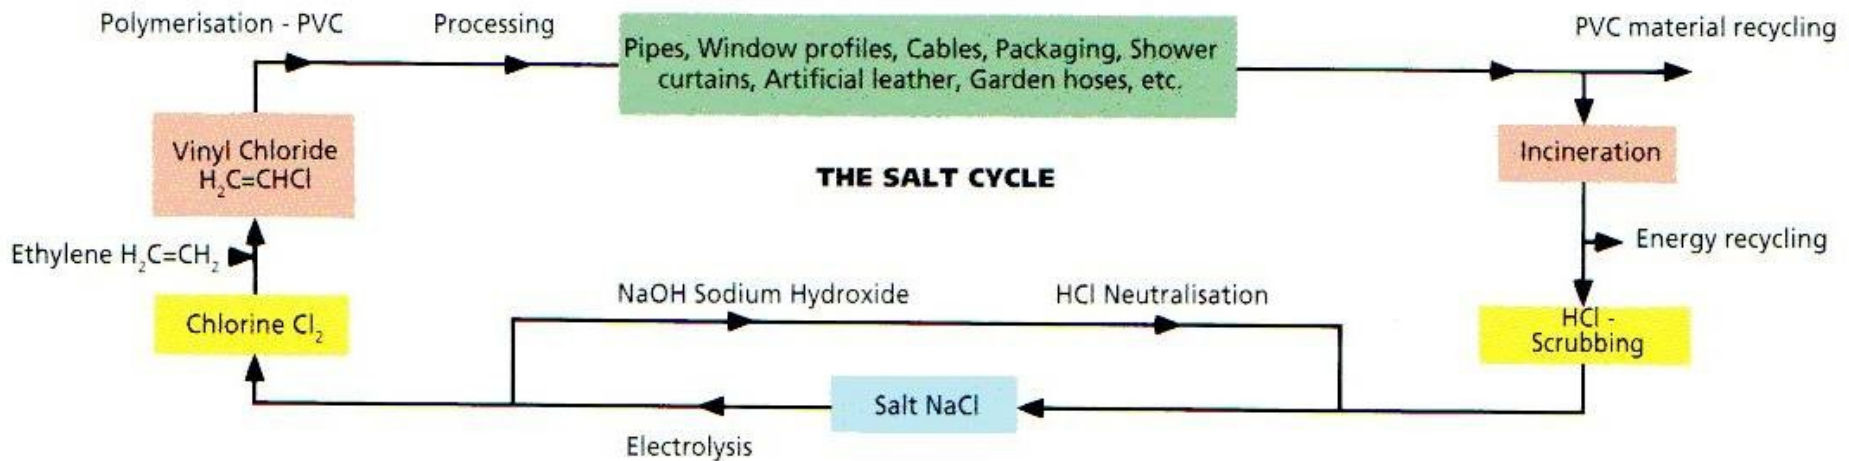 Polymerisation - PVC
Processing
Pipes, Window profiles, Cables, Packaging, Shower
curtains, Artificial leather, Garden hoses, etc.
PVC material recycling
Vinyl Chloride
H₂C=CHCl
THE SALT CYCLE
Incineration
Ethylene H₂C=CH₂
Energy recycling
NaOH Sodium Hydroxide
HCl Neutralisation
Chlorine Cl₂
HCl -
Scrubbing
Salt NaCl
Electrolysis